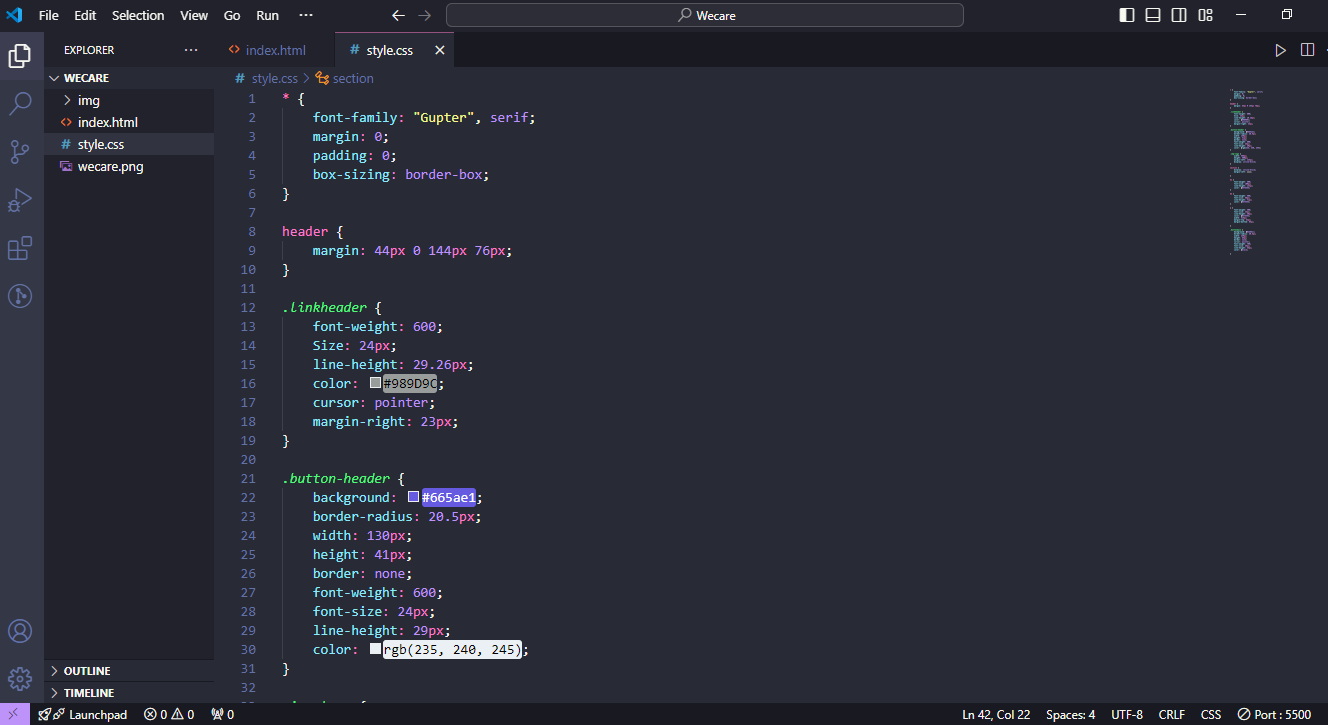 File Edit Selection View Go Run ··· Wecare
EXPLORER ···
WECARE
img
index.html
style.css
wecare.png
OUTLINE
TIMELINE
index.html # style.css
# style.css > section
1 * {
2 font-family: "Gupter", serif;
3 margin: 0;
4 padding: 0;
5 box-sizing: border-box;
6 }
7
8 header {
9 margin: 44px 0 144px 76px;
10 }
11
12 .linkheader {
13 font-weight: 600;
14 Size: 24px;
15 line-height: 29.26px;
16 color: #989D9C;
17 cursor: pointer;
18 margin-right: 23px;
19 }
20
21 .button-header {
22 background: #665ae1;
23 border-radius: 20.5px;
24 width: 130px;
25 height: 41px;
26 border: none;
27 font-weight: 600;
28 font-size: 24px;
29 line-height: 29px;
30 color: rgb(235, 240, 245);
31 }
32
Launchpad 0 0 0 Ln 42, Col 22 Spaces: 4 UTF-8 CRLF CSS Port : 5500